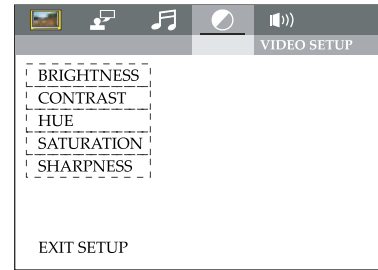 VIDEO SETUP
BRIGHTNESS
CONTRAST
HUE
SATURATION
SHARPNESS
EXIT SETUP